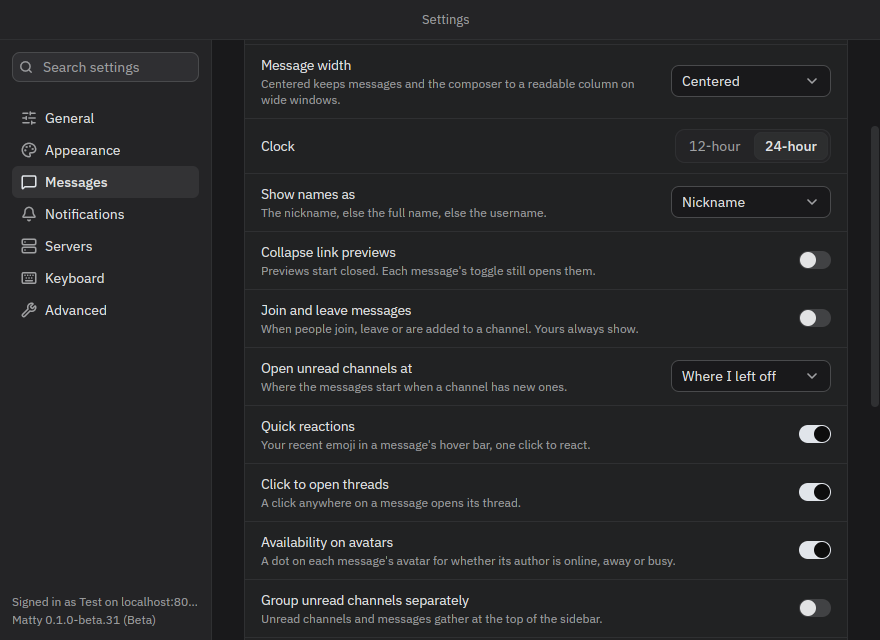 Settings
Search settings
General
Appearance
Messages
Notifications
Servers
Keyboard
Advanced
Signed in as Test on localhost:80...
Matty 0.1.0-beta.31 (Beta)
Message width
Centered keeps messages and the composer to a readable column on
wide windows.
Centered
Clock
12-hour
24-hour
Show names as
The nickname, else the full name, else the username.
Nickname
Collapse link previews
Previews start closed. Each message's toggle still opens them.
Join and leave messages
When people join, leave or are added to a channel. Yours always show.
Open unread channels at
Where the messages start when a channel has new ones.
Where I left off
Quick reactions
Your recent emoji in a message's hover bar, one click to react.
Click to open threads
A click anywhere on a message opens its thread.
Availability on avatars
A dot on each message's avatar for whether its author is online, away or busy.
Group unread channels separately
Unread channels and messages gather at the top of the sidebar.